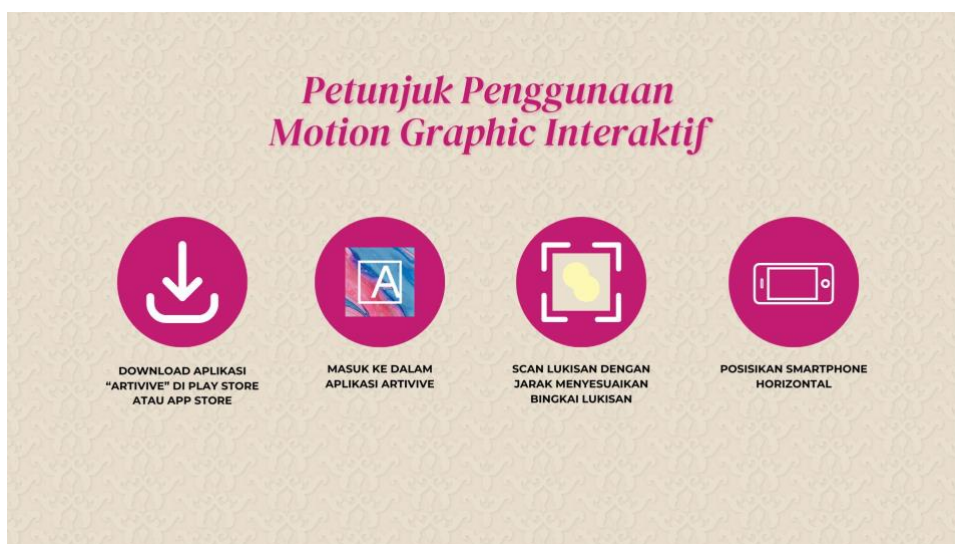 Petunjuk Penggunaan
Motion Graphic Interaktif
A
DOWNLOAD APLIKASI
“ARTIVIVE” DI PLAY STORE
ATAU APP STORE
MASUK KE DALAM
APLIKASI ARTIVIVE
SCAN LUKISAN DENGAN
JARAK MENYESUAIKAN
BINGKAI LUKISAN
POSISIKAN SMARTPHONE
HORIZONTAL